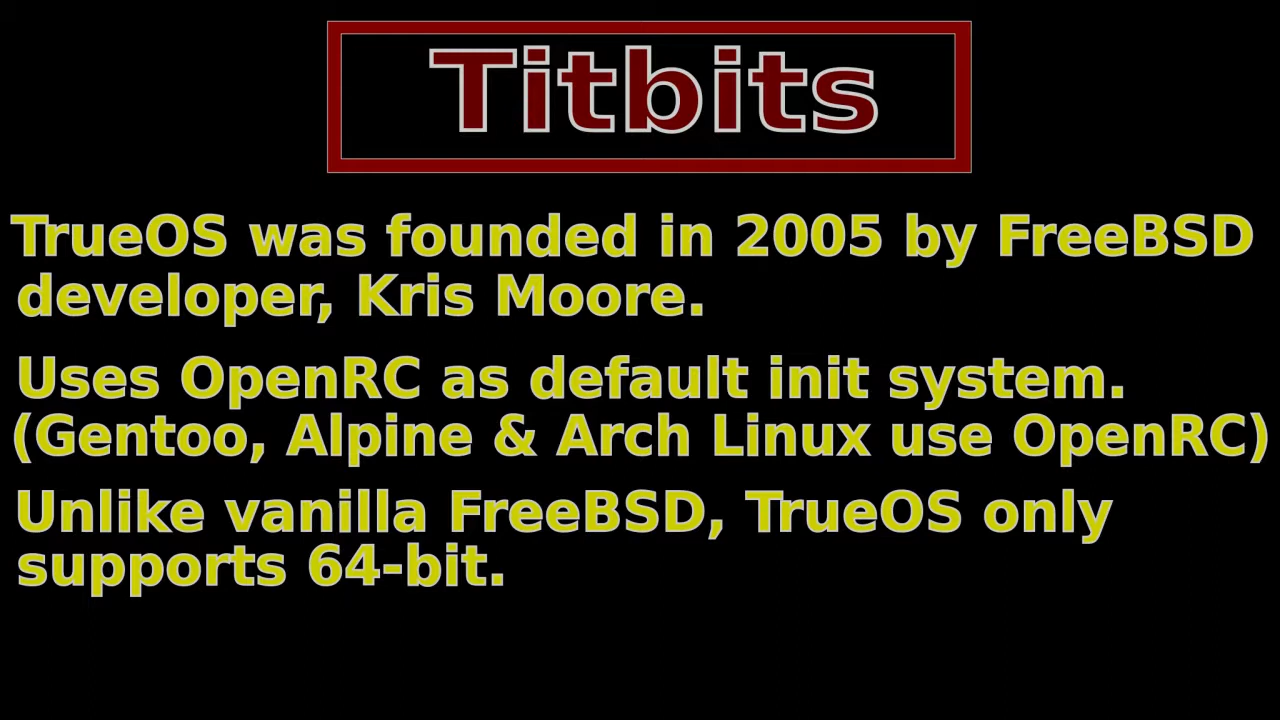 Titbits
TrueOS was founded in 2005 by FreeBSD
developer, Kris Moore.
Uses OpenRC as default init system.
(Gentoo, Alpine & Arch Linux use OpenRC)
Unlike vanilla FreeBSD, TrueOS only
supports 64-bit.